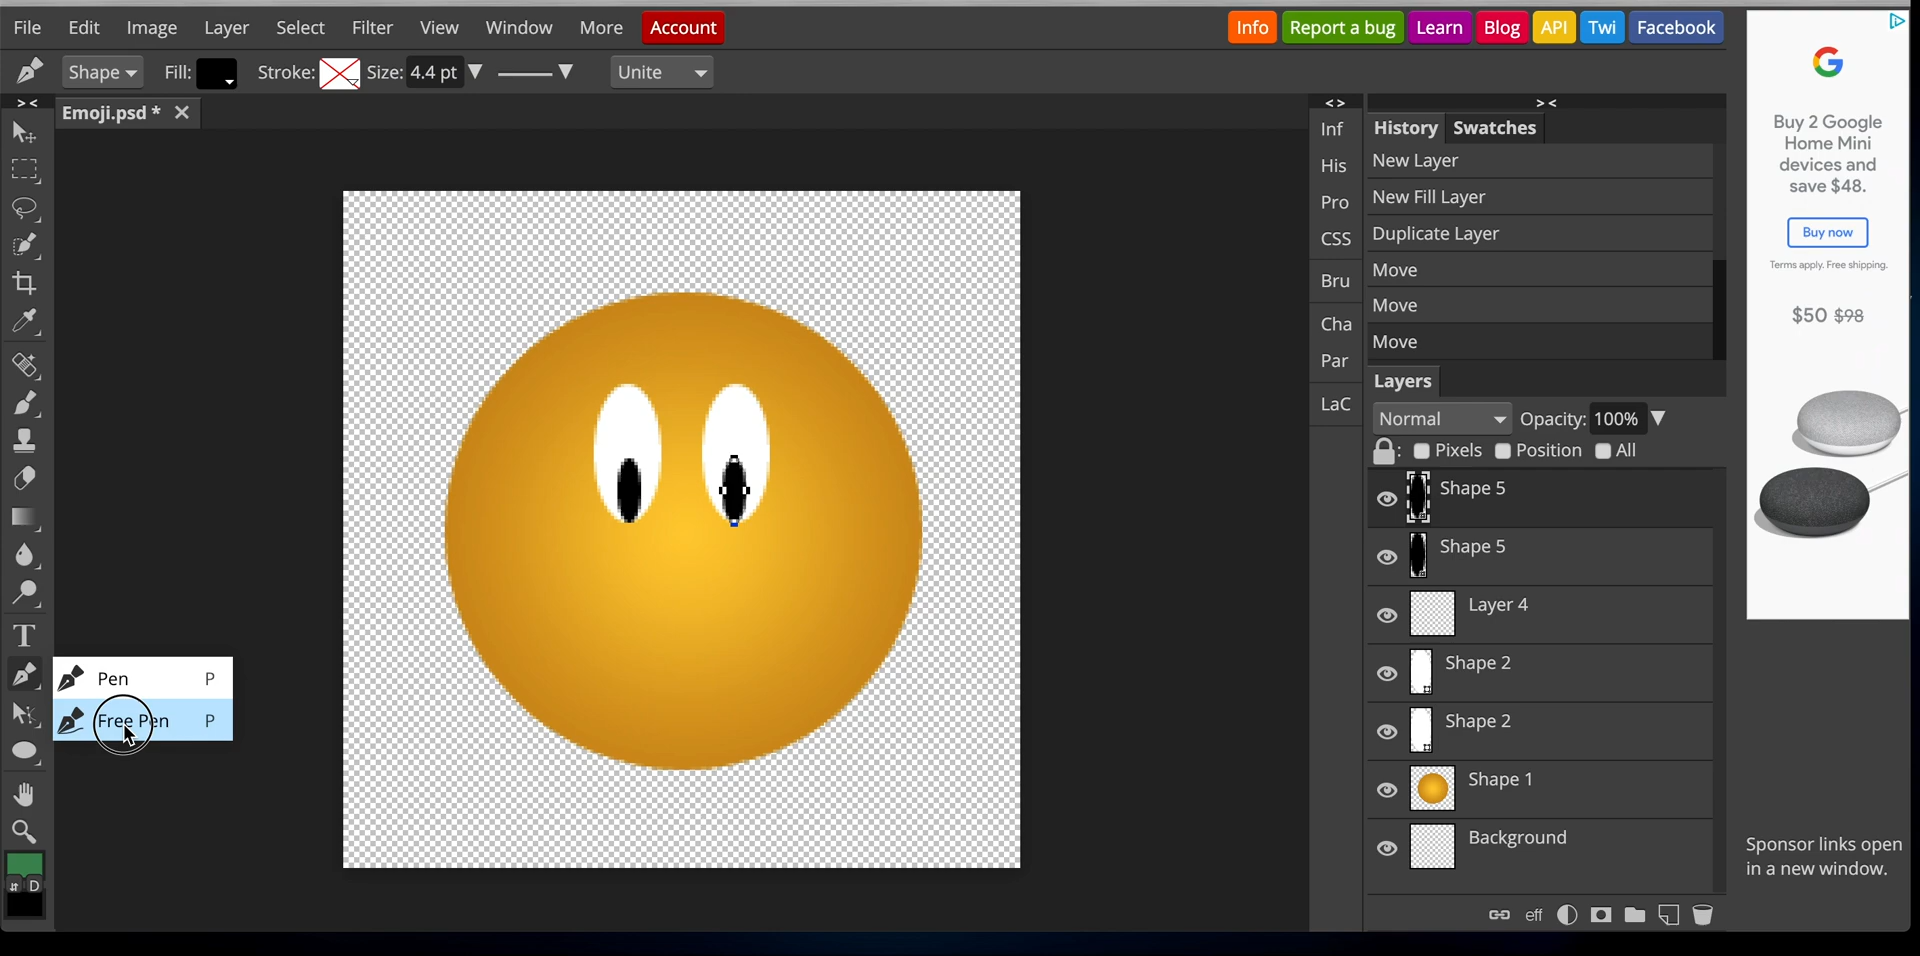 File Edit Image Layer Select Filter View Window More Account Info Report a bug Learn Blog API Twi Facebook
Shape Fill: Stroke: Size: 4.4 pt Unite
> < Emoji.psd * < > > <
Inf
His
Pro
CSS
Bru
Cha
Par
LaC
History Swatches
New Layer
New Fill Layer
Duplicate Layer
Move
Move
Move
Layers
Normal Opacity: 100%
: Pixels Position All
Shape 5
Shape 5
Layer 4
Shape 2
Shape 2
Shape 1
Background
eff
T
Pen P
Free Pen P
D
G
Buy 2 Google
Home Mini
devices and
save $48.
Buy now
Terms apply. Free shipping.
$50 $98
Sponsor links open
in a new window.